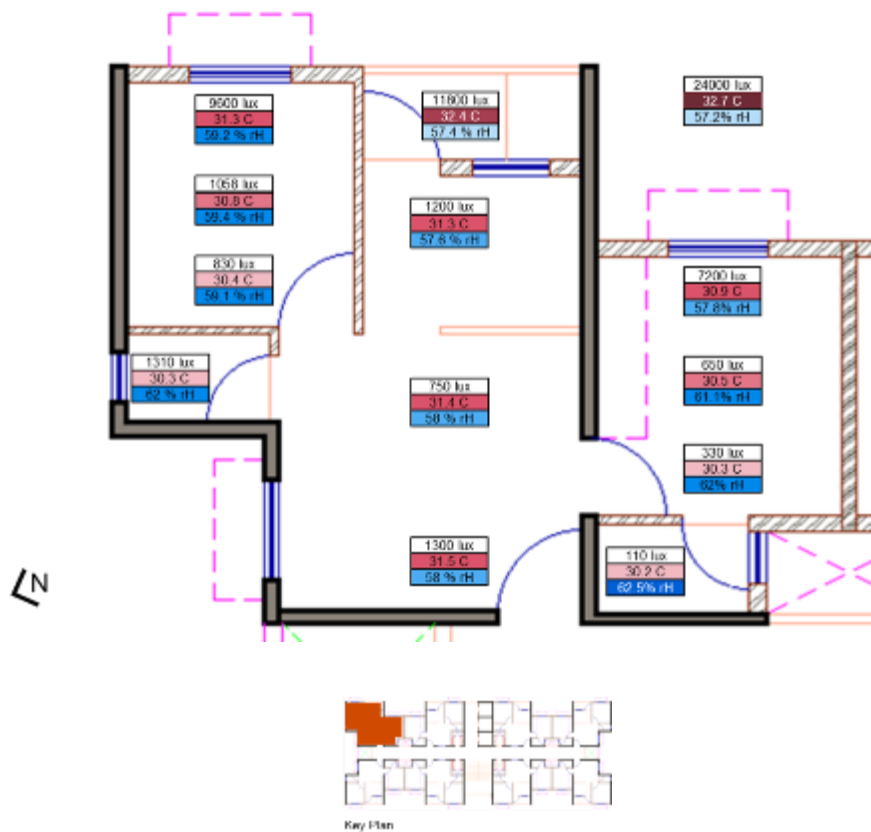 24000 lux
32.7 C
57.2% rH
9600 lux
31.3 C
59.2 % rH
11800 lux
32.4 C
57.4 % rH
1058 lux
30.8 C
59.4 % rH
1200 lux
31.3 C
57.6 % rH
830 lux
30.4 C
59.1 % rH
7200 lux
30.9 C
57.8% rH
1310 lux
30.3 C
62 % rH
750 lux
31.4 C
58 % rH
650 lux
30.5 C
61.1% rH
330 lux
30.3 C
62% rH
1300 lux
31.5 C
58 % rH
110 lux
30.2 C
62.5% rH
N
Key Plan